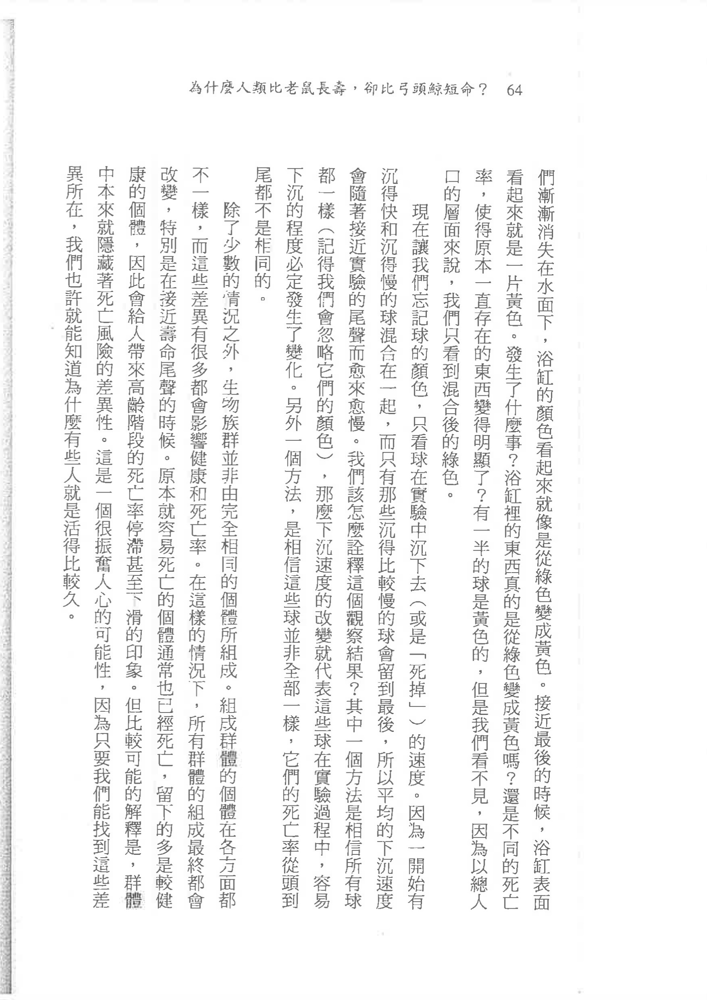 為什麼人類比老鼠長壽，卻比弓頭鯨短命？ 64
們漸漸消失在水面下，浴缸的顏色看起來就像是從綠色變成黃色。接近最後的時候，浴缸表面
看起來就是一片黃色。發生了什麼事？浴缸裡的東西真的是從綠色變成黃色嗎？還是不同的死亡
率，使得原本一直存在的東西變得明顯了？有一半的球是黃色的，但是我們看不見，因為以總人
口的層面來說，我們只看到混合後的綠色。
現在讓我們忘記球的顏色，只看球在實驗中沉下去（或是「死掉」）的速度。因為一開始有
沉得快和沉得慢的球混合在一起，而只有那些沉得比較慢的球會留到最後，所以平均的下沉速度
會隨著接近實驗的尾聲而愈來愈慢。我們該怎麼詮釋這個觀察結果？其中一個方法是相信所有球
都一樣（記得我們會忽略它們的顏色），那麼下沉速度的改變就代表這些球在實驗過程中，容易
下沉的程度必定發生了變化。另外一個方法，是相信這些球並非全部一樣，它們的死亡率從頭到
尾都不是相同的。
除了少數的情況之外，生物族群並非由完全相同的個體所組成。組成群體的個體在各方面都
不一樣，而這些差異有很多都會影響健康和死亡率。在這樣的情況下，所有群體的組成最終都會
改變，特別是在接近壽命尾聲的時候。原本就容易死亡的個體通常也已經死亡，留下的多是較健
康的個體，因此會給人帶來高齡階段的死亡率停滯甚至下滑的印象。但比較可能的解釋是，群體
中本來就隱藏著死亡風險的差異性。這是一個很振奮人心的可能性，因為只要我們能找到這些差
異所在，我們也許就能知道為什麼有些人就是活得比較久。